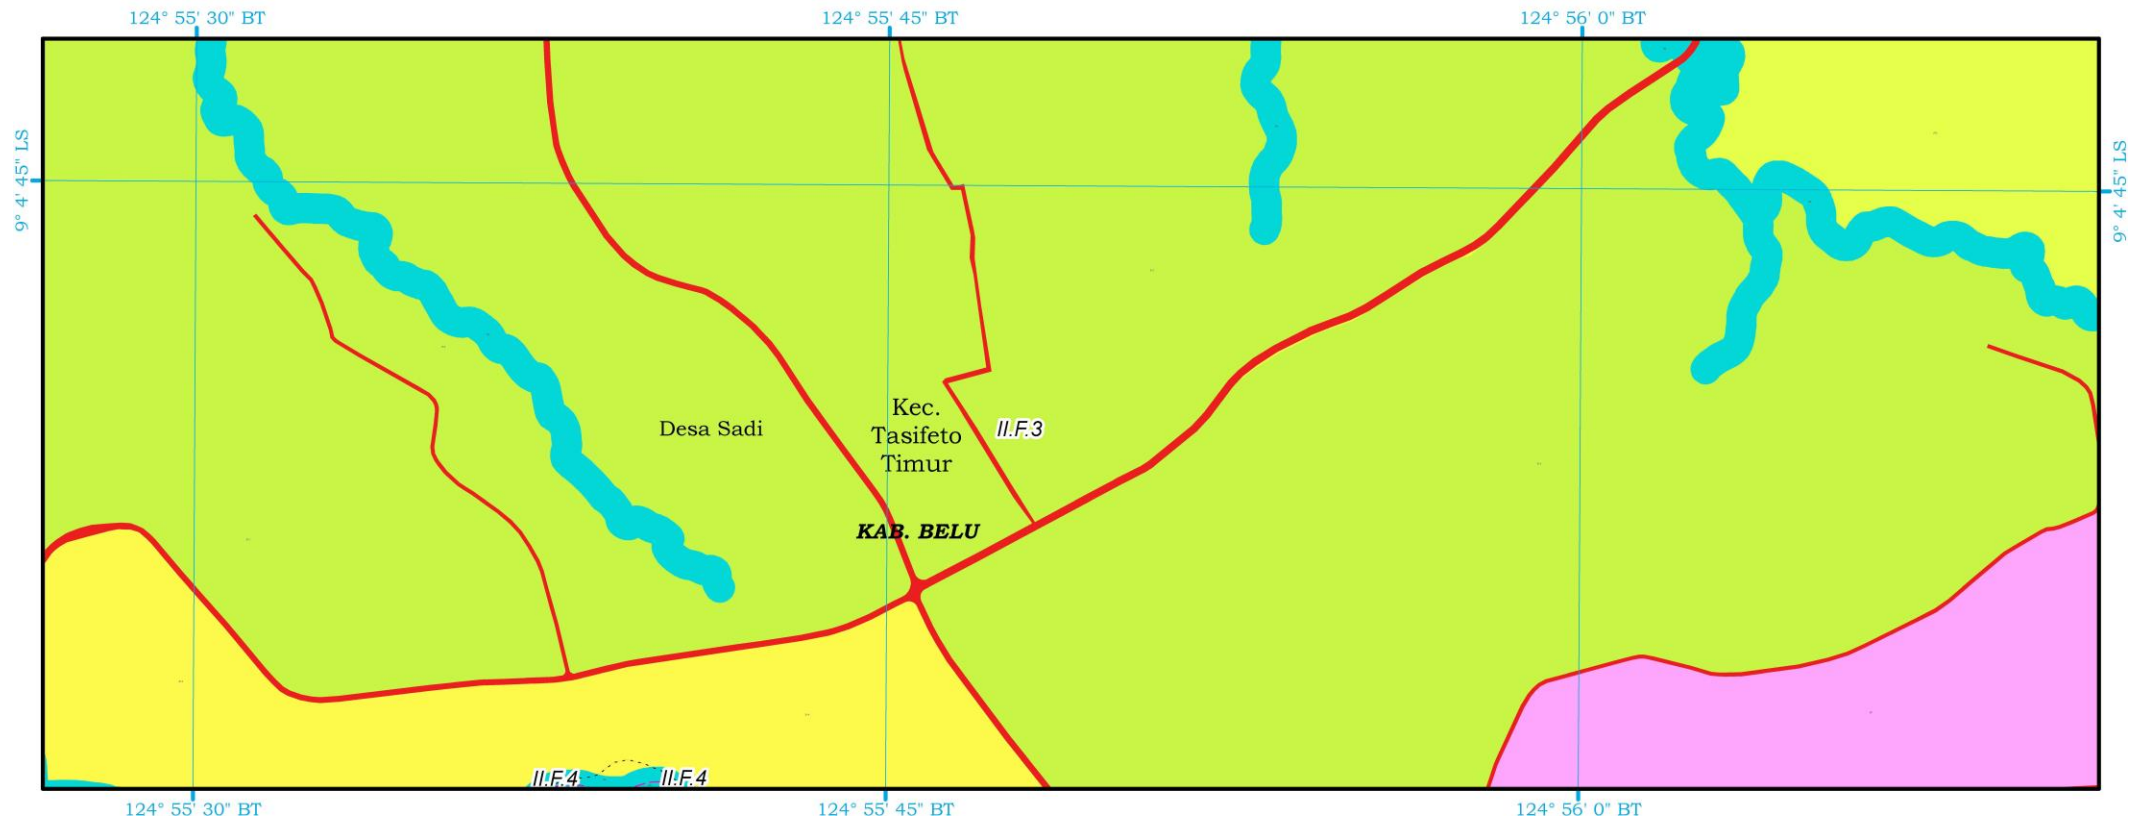 124° 55' 30" BT
124° 55' 45" BT
124° 56' 0" BT
9° 4' 45" LS
9° 4' 45" LS
Desa Sadi
Kec.
Tasifeto
Timur
II.F.3
KAB. BELU
II.F.4
II.F.4
124° 55' 30" BT
124° 55' 45" BT
124° 56' 0" BT